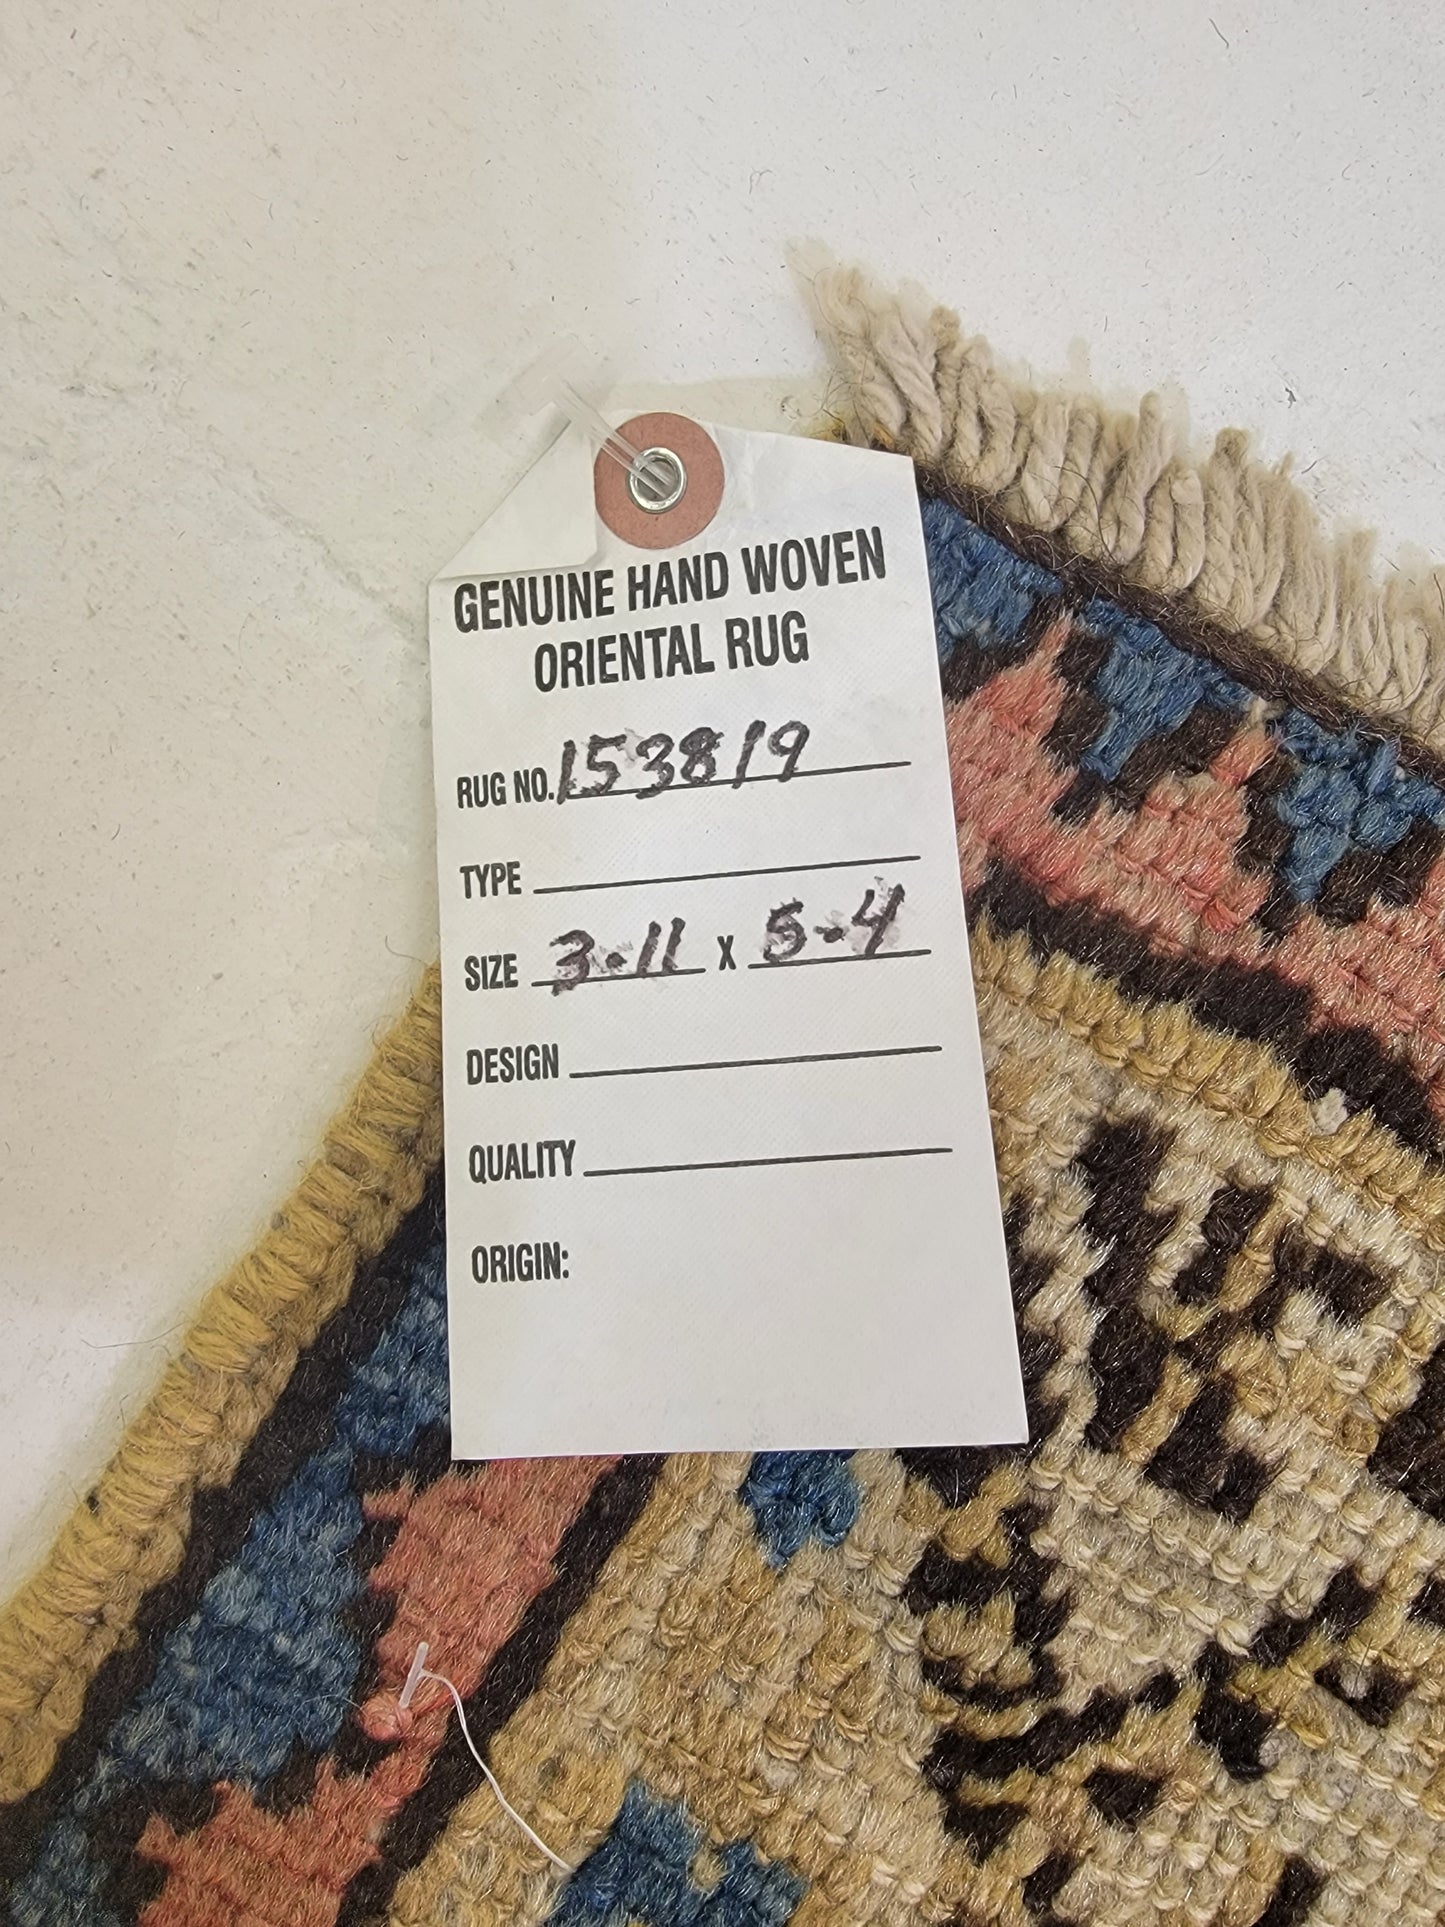 GENUINE HAND WOVEN
ORIENTAL RUG
RUG NO. 153819
TYPE
SIZE 3.11 x 5.4
DESIGN
QUALITY
ORIGIN: